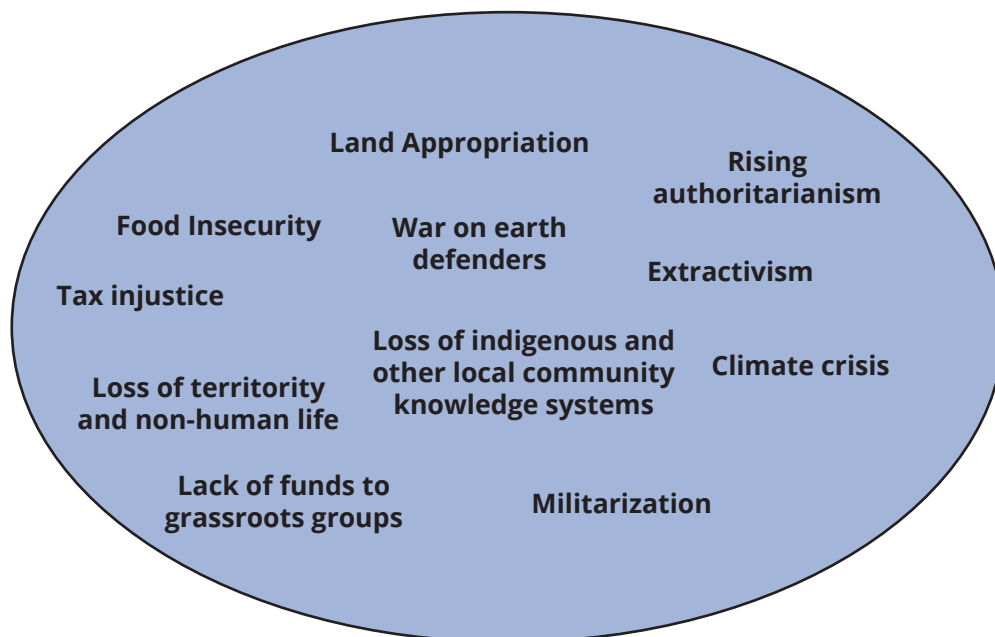 Land Appropriation
Rising
authoritarianism
Food Insecurity
War on earth
defenders
Extractivism
Tax injustice
Loss of indigenous and
other local community
knowledge systems
Climate crisis
Loss of territority
and non-human life
Lack of funds to
grassroots groups
Militarization